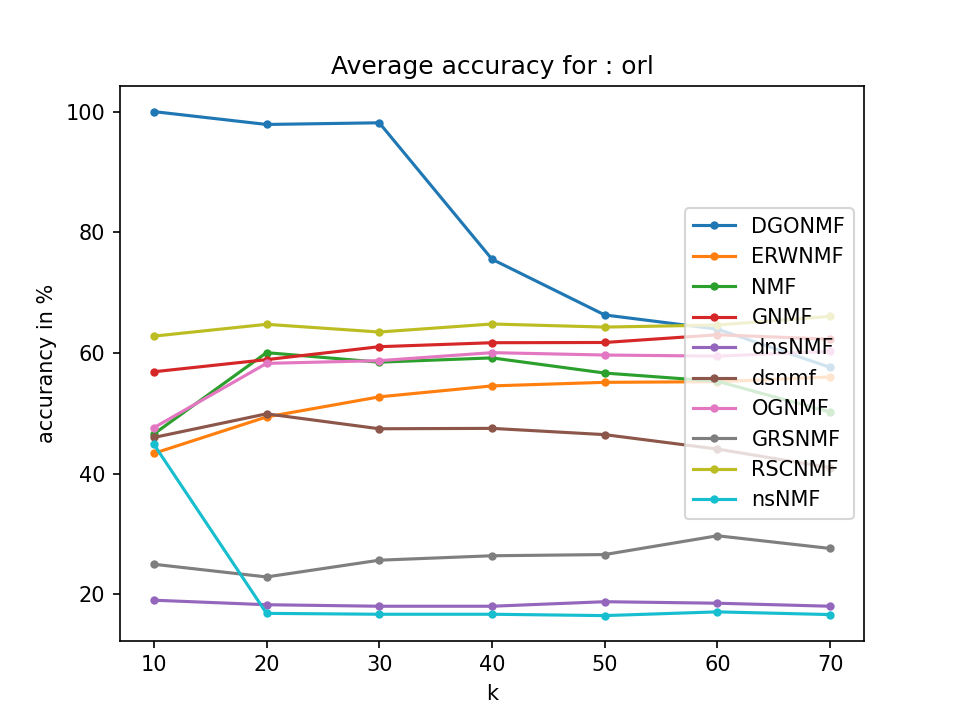 Average accuracy for : orl
accurancy in %
100
80
60
40
20
10 20 30 40 50 60 70
k
DGONMF
ERWNMF
NMF
GNMF
dnsNMF
dsnmf
OGNMF
GRSNMF
RSCNMF
nsNMF